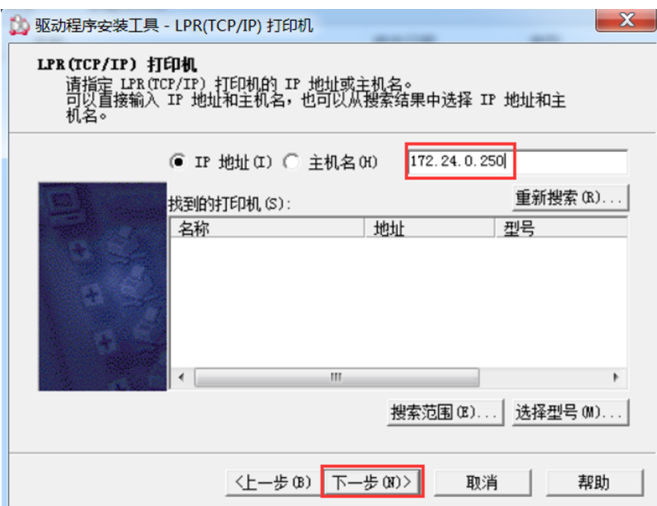 驱动程序安装工具 - LPR(TCP/IP) 打印机
LPR(TCP/IP) 打印机
请指定 LPR(TCP/IP) 打印机的 IP 地址或主机名。
可以直接输入 IP 地址和主机名，也可以从搜索结果中选择 IP 地址和主
机名。
IP 地址(I) 主机名(H) 172.24.0.250
找到的打印机(S): 重新搜索(R)...
名称 地址 型号
搜索范围(E)... 选择型号(M)...
<上一步(B) 下一步(N)> 取消 帮助